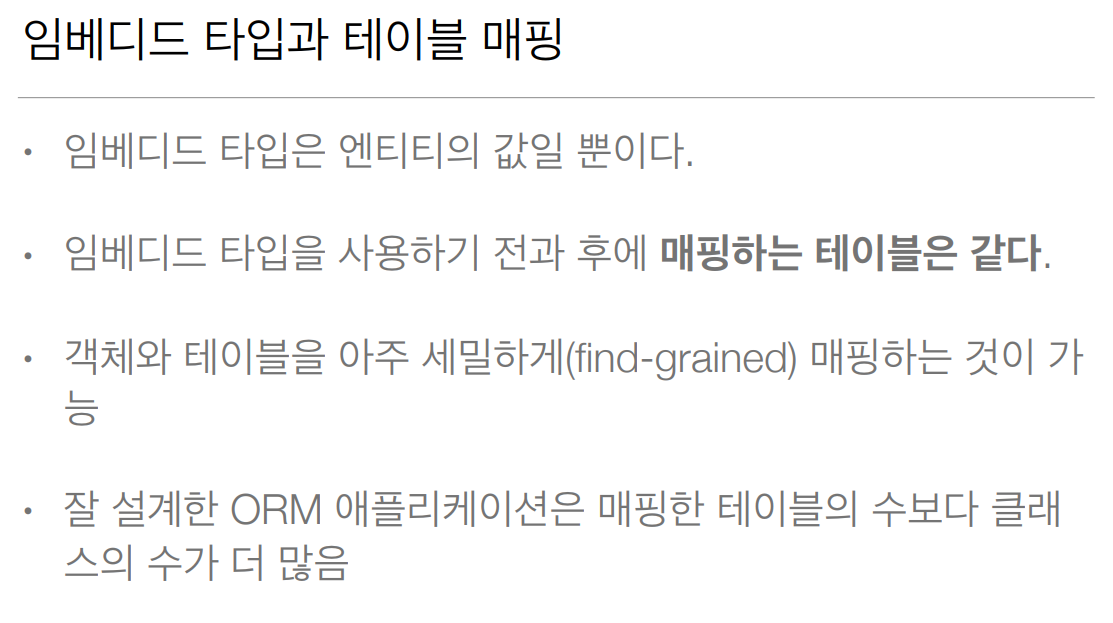 임베디드 타입과 테이블 매핑
• 임베디드 타입은 엔티티의 값일 뿐이다.
• 임베디드 타입을 사용하기 전과 후에 매핑하는 테이블은 같다.
• 객체와 테이블을 아주 세밀하게(find-grained) 매핑하는 것이 가
능
• 잘 설계한 ORM 애플리케이션은 매핑한 테이블의 수보다 클래
스의 수가 더 많음